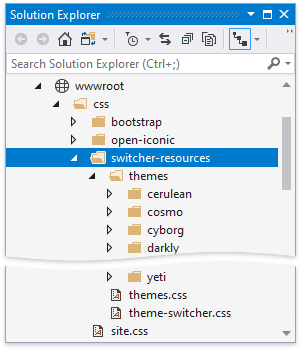 Solution Explorer
Search Solution Explorer (Ctrl+;)
wwwroot
css
bootstrap
open-iconic
switcher-resources
themes
cerulean
cosmo
cyborg
darkly
yeti
themes.css
theme-switcher.css
site.css